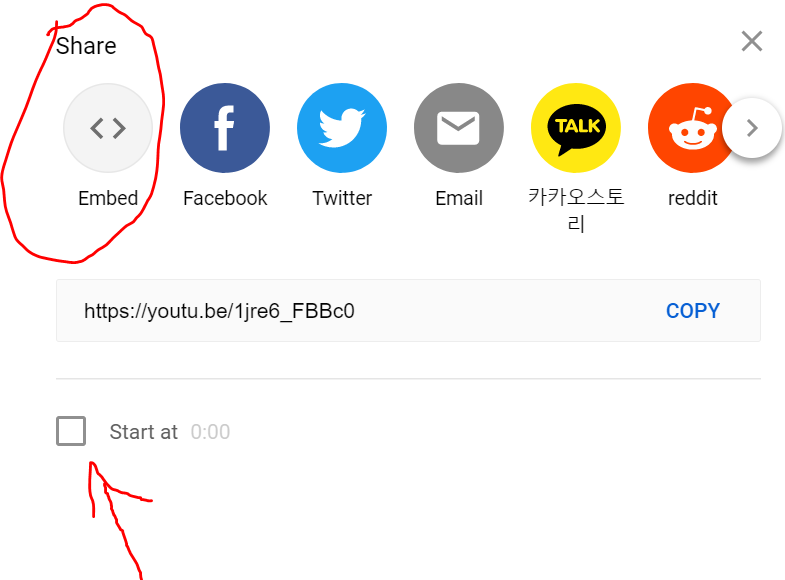 Share
TALK
Embed
Facebook
Twitter
Email
카카오스토
리
reddit
https://youtu.be/1jre6_FBBc0
COPY
Start at 0:00